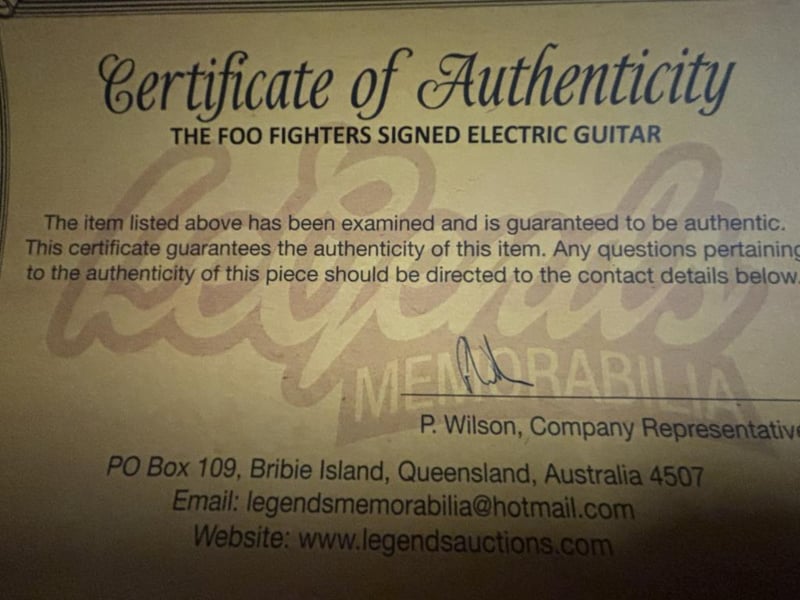 Certificate of Authenticity
THE FOO FIGHTERS SIGNED ELECTRIC GUITAR
Legends
MEMORABILIA
The item listed above has been examined and is guaranteed to be authentic.
This certificate guarantees the authenticity of this item. Any questions pertaining
to the authenticity of this piece should be directed to the contact details below.
P. Wilson, Company Representative
PO Box 109, Bribie Island, Queensland, Australia 4507
Email: legendsmemorabilia@hotmail.com
Website: www.legendsauctions.com